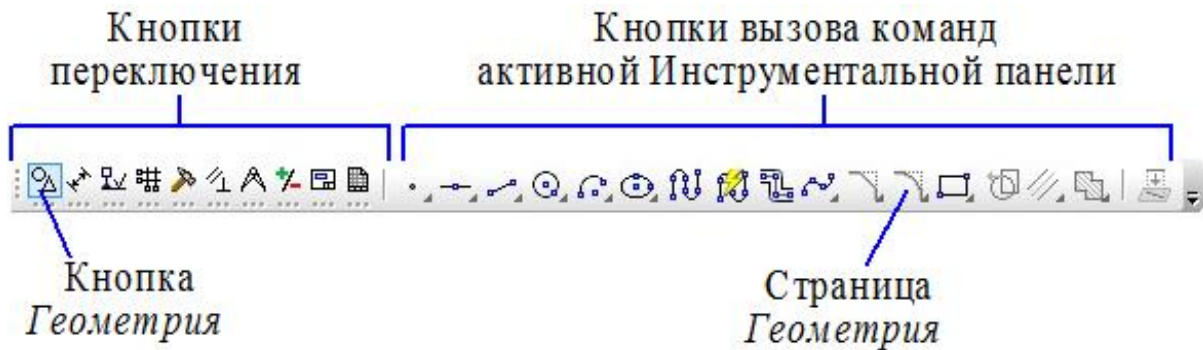 Кнопки
переключения
Кнопки вызова команд
активной Инструментальной панели
Кнопка
Геометрия
Страница
Геометрия